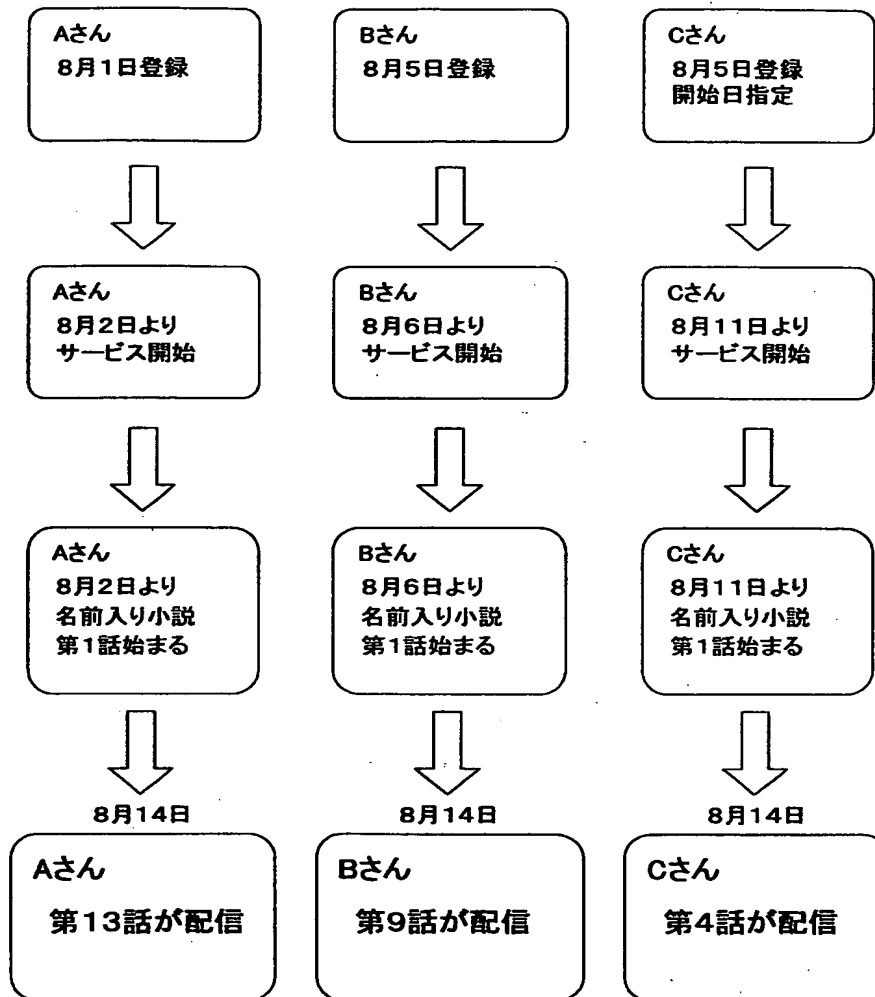 Aさん
8月1日登録
Bさん
8月5日登録
Cさん
8月5日登録
開始日指定
Aさん
8月2日より
サービス開始
Bさん
8月6日より
サービス開始
Cさん
8月11日より
サービス開始
Aさん
8月2日より
名前入り小説
第1話始まる
Bさん
8月6日より
名前入り小説
第1話始まる
Cさん
8月11日より
名前入り小説
第1話始まる
8月14日
8月14日
8月14日
Aさん
第13話が配信
Bさん
第9話が配信
Cさん
第4話が配信